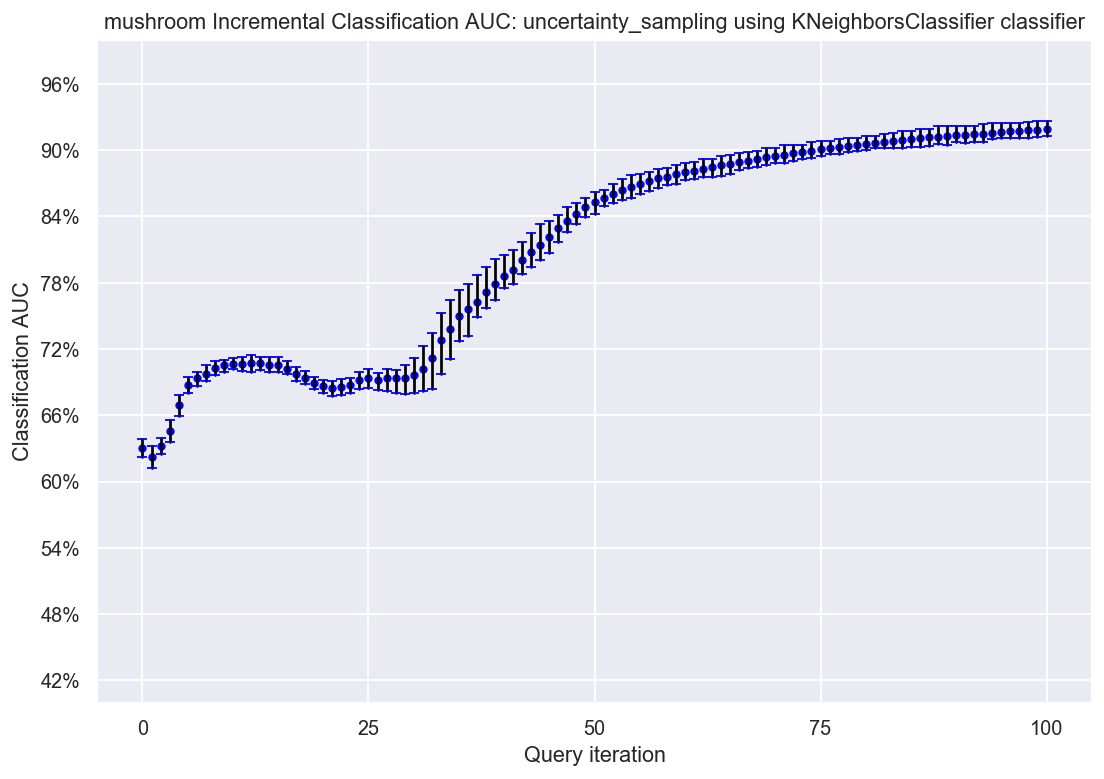 mushroom Incremental Classification AUC: uncertainty_sampling using KNeighborsClassifier classifier
96%
90%
84%
78%
72%
66%
60%
54%
48%
42%
Classification AUC
0 25 50 75 100
Query iteration